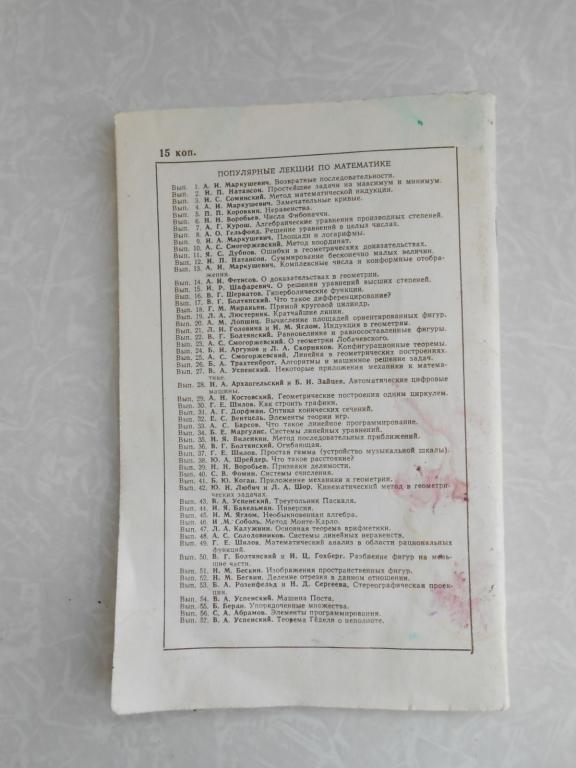 15 коп.
ПОПУЛЯРНЫЕ ЛЕКЦИИ ПО МАТЕМАТИКЕ
Вып. 1. А. И. Маркушевич. Возвратные последовательности.
Вып. 2. И. П. Натансон. Простейшие задачи на максимум и минимум.
Вып. 3. И. С. Соминский. Метод математической индукции.
Вып. 4. А. И. Маркушевич. Замечательные кривые.
Вып. 5. П. П. Коровкин. Неравенства.
Вып. 6. Н. Н. Воробьев. Числа Фибоначчи.
Вып. 7. А. Г. Курош. Алгебраические уравнения произвольных степеней.
Вып. 8. А. О. Гельфонд. Решение уравнений в целых числах.
Вып. 9. И. А. Маркушевич. Площади и логарифмы.
Вып. 10. А. С. Смогоржевский. Метод координат.
Вып. 11. Я. С. Дубнов. Ошибки в геометрических доказательствах.
Вып. 12. И. П. Натансон. Суммирование бесконечно малых величин.
Вып. 13. А. И. Маркушевич. Комплексные числа и конформные отобра-
жения.
Вып. 14. А. И. Фетисов. О доказательствах в геометрии.
Вып. 15. И. Р. Шафаревич. О решении уравнений высших степеней.
Вып. 16. В. Г. Шерватов. Гиперболические функции.
Вып. 17. В. Г. Болтянский. Что такое дифференцирование?
Вып. 18. Г. М. Миракьян. Прямой круговой цилиндр.
Вып. 19. Л. А. Люстерник. Кратчайшие линии.
Вып. 20. А. М. Лопшиц. Вычисление площадей ориентированных фигур.
Вып. 21. Л. И. Головина и И. М. Яглом. Индукция в геометрии.
Вып. 22. В. Г. Болтянский. Равновеликие и равносоставленные фигуры.
Вып. 23. А. С. Смогоржевский. О геометрии Лобачевского.
Вып. 24. Б. И. Аргунов и Л. А. Скорняков. Конфигурационные теоремы.
Вып. 25. А. С. Смогоржевский. Линейка в геометрических построениях.
Вып. 26. Б. А. Трахтенброт. Алгоритмы и машинное решение задач.
Вып. 27. В. А. Успенский. Некоторые приложения механики к матема-
тике.
Вып. 28. Н. А. Архангельский и Б. И. Зайцев. Автоматические цифровые
машины.
Вып. 29. А. Н. Костовский. Геометрические построения одним циркулем.
Вып. 30. Г. Е. Шилов. Как строить графики.
Вып. 31. А. Г. Дорфман. Оптика конических сечений.
Вып. 32. Е. С. Вентцель. Элементы теории игр.
Вып. 33. А. С. Барсов. Что такое линейное программирование.
Вып. 34. Б. Е. Маргулис. Системы линейных уравнений.
Вып. 35. Н. Я. Виленкин. Метод последовательных приближений.
Вып. 36. В. Г. Болтянский. Огибающая.
Вып. 37. Г. Е. Шилов. Простая гамма (устройство музыкальной шкалы).
Вып. 38. Ю. А. Шрейдер. Что такое расстояние?
Вып. 39. Н. Н. Воробьев. Признаки делимости.
Вып. 40. С. В. Фомин. Системы счисления.
Вып. 41. Б. Ю. Коган. Приложение механики к геометрии.
Вып. 42. Ю. И. Любич и Л. А. Шор. Кинематический метод в геометри-
ческих задачах.
Вып. 43. В. А. Успенский. Треугольник Паскаля.
Вып. 44. И. Я. Бакельман. Инверсия.
Вып. 45. И. М. Яглом. Необыкновенная алгебра.
Вып. 46. И. М. Соболь. Метод Монте-Карло.
Вып. 47. Л. А. Калужнин. Основная теорема арифметики.
Вып. 48. А. С. Солодовников. Системы линейных неравенств.
Вып. 49. Г. Е. Шилов. Математический анализ в области рациональных
функций.
Вып. 50. В. Г. Болтянский и И. Ц. Гохберг. Разбиение фигур на мень-
шие части.
Вып. 51. Н. М. Бескин. Изображения пространственных фигур.
Вып. 52. Н. М. Бескин. Деление отрезка в данном отношении.
Вып. 53. Б. А. Розенфельд и Н. Д. Сергеева. Стереографическая проек-
ция.
Вып. 54. В. А. Успенский. Машина Поста.
Вып. 55. Б. Беран. Упорядоченные множества.
Вып. 56. С. А. Абрамов. Элементы программирования.
Вып. 57. В. А. Успенский. Теорема Гёделя о неполноте.